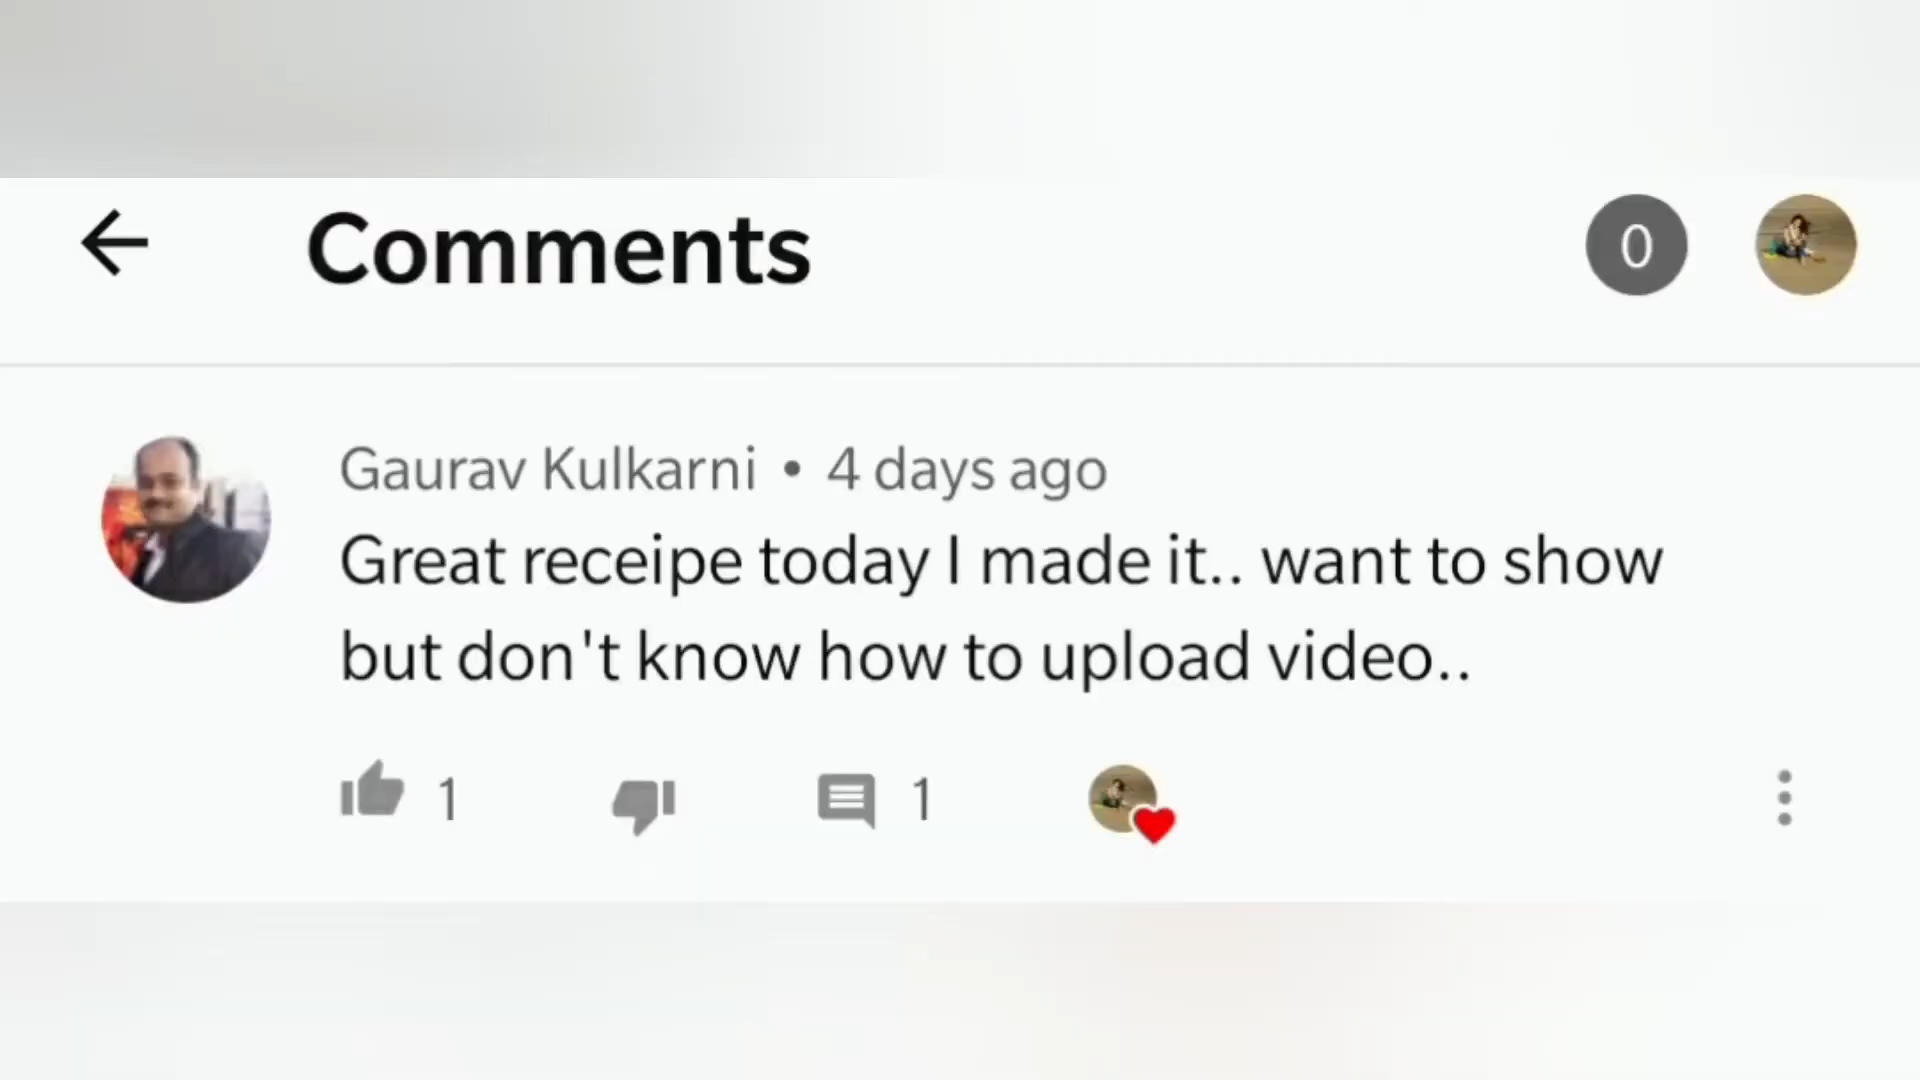 Comments
0
Gaurav Kulkarni • 4 days ago
Great receipe today I made it.. want to show
but don't know how to upload video..
1
1